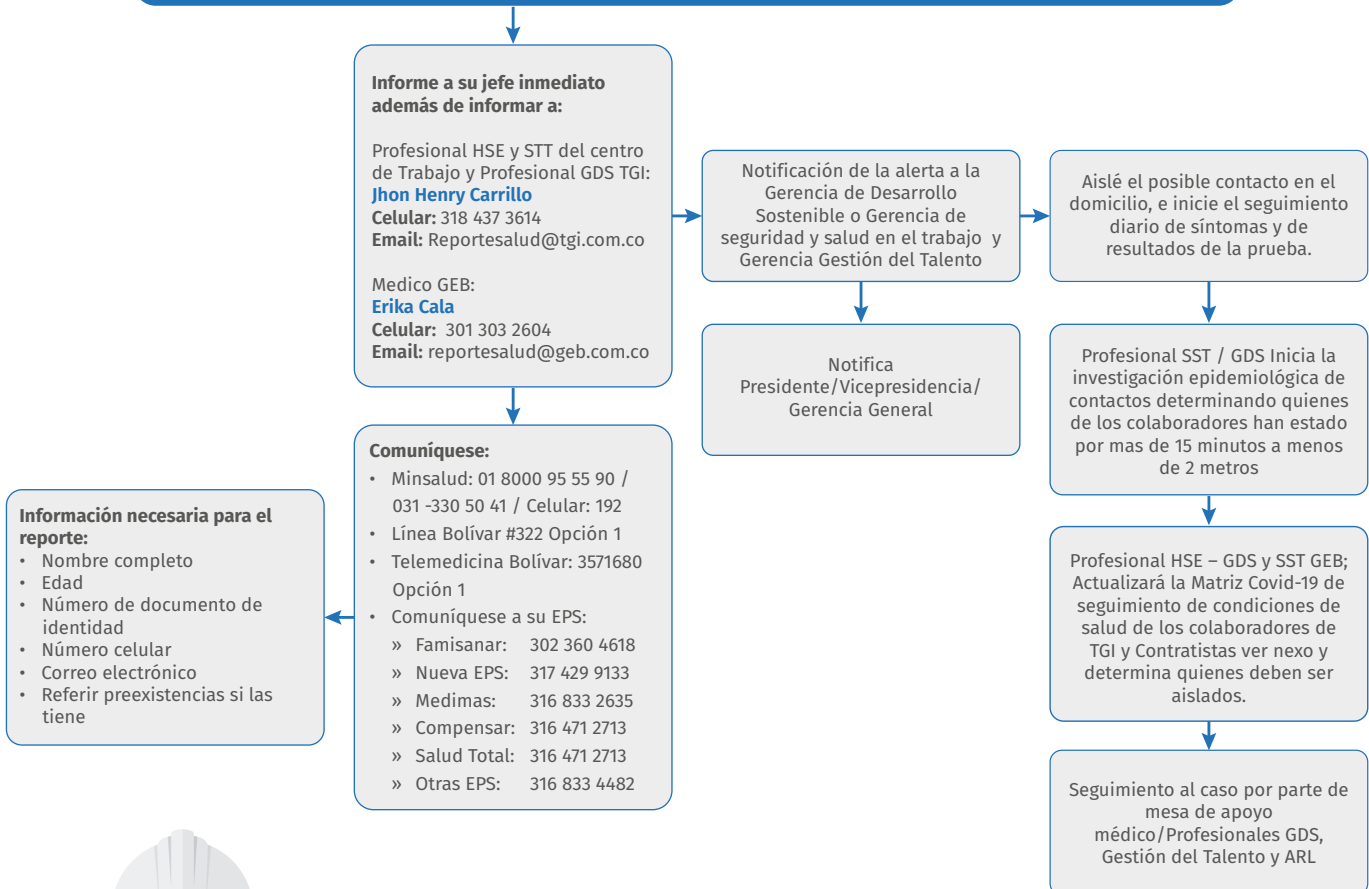 Informe a su jefe inmediato
además de informar a:
Profesional HSE y STT del centro
de Trabajo y Profesional GDS TGI:
Jhon Henry Carrillo
Celular: 318 437 3614
Email: Reportesalud@tgi.com.co
Medico GEB:
Erika Cala
Celular: 301 303 2604
Email: reportesalud@geb.com.co
Notificación de la alerta a la
Gerencia de Desarrollo
Sostenible o Gerencia de
seguridad y salud en el trabajo y
Gerencia Gestión del Talento
Aislé el posible contacto en el
domicilio, e inicie el seguimiento
diario de síntomas y de
resultados de la prueba.
Notifica
Presidente/Vicepresidencia/
Gerencia General
Profesional SST / GDS Inicia la
investigación epidemiológica de
contactos determinando quienes
de los colaboradores han estado
por mas de 15 minutos a menos
de 2 metros
Comuníquese:
• Minsalud: 01 8000 95 55 90 /
031 -330 50 41 / Celular: 192
• Línea Bolívar #322 Opción 1
• Telemedicina Bolívar: 3571680
Opción 1
• Comuníquese a su EPS:
» Famisanar: 302 360 4618
» Nueva EPS: 317 429 9133
» Medimas: 316 833 2635
» Compensar: 316 471 2713
» Salud Total: 316 471 2713
» Otras EPS: 316 833 4482
Información necesaria para el
reporte:
• Nombre completo
• Edad
• Número de documento de
identidad
• Número celular
• Correo electrónico
• Referir preexistencias si las
tiene
Profesional HSE – GDS y SST GEB;
Actualizará la Matriz Covid-19 de
seguimiento de condiciones de
salud de los colaboradores de
TGI y Contratistas ver nexo y
determina quienes deben ser
aislados.
Seguimiento al caso por parte de
mesa de apoyo
médico/Profesionales GDS,
Gestión del Talento y ARL